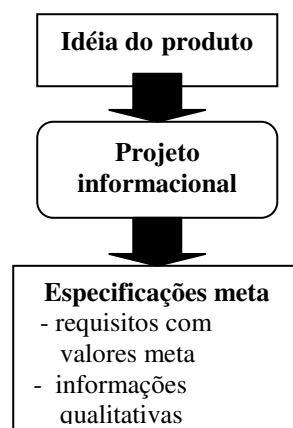 Idéia do produto
Projeto
informacional
Especificações meta
- requisitos com
valores meta
- informações
qualitativas